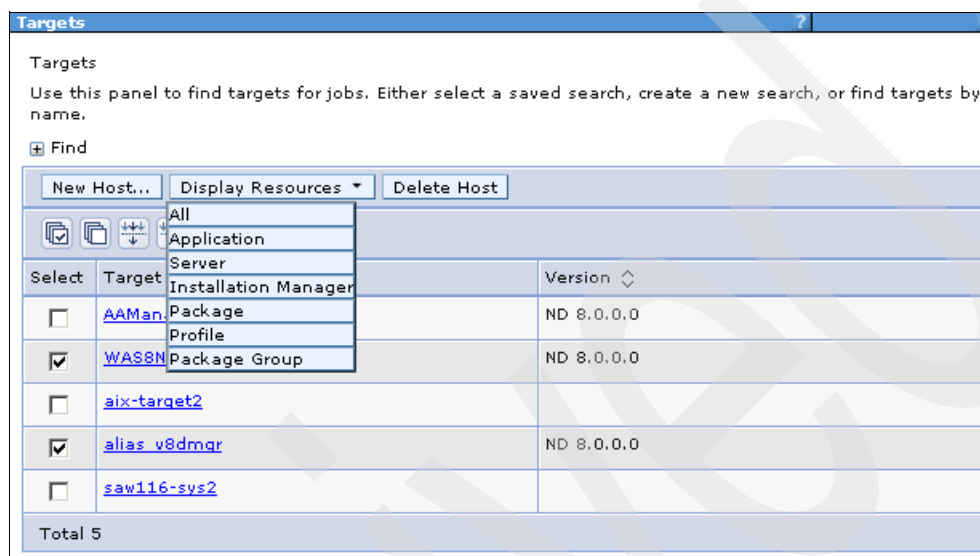 Targets ?
Targets
Use this panel to find targets for jobs. Either select a saved search, create a new search, or find targets by
name.
Find
New Host... Display Resources Delete Host
All
Application
Server
Installation Manager
Package
Profile
Package Group
Select Target Version
ND 8.0.0.0
ND 8.0.0.0
aix-target2
alias_v8dmgr ND 8.0.0.0
saw116-sys2
Total 5